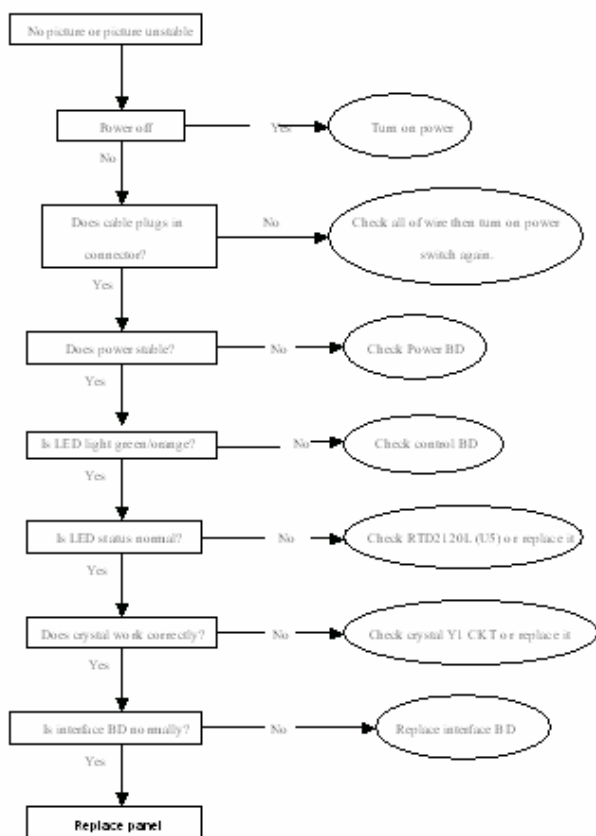 No picture or picture unstable
Power off
Yes
Turn on power
No
Does cable plugs in
connector?
No
Check all of wire then turn on power
switch again.
Yes
Does power stable?
No
Check Power BD
Yes
Is LED light green/orange?
No
Check control BD
Yes
Is LED status normal?
No
Check RTD2120L (U5) or replace it
Yes
Does crystal work correctly?
No
Check crystal Y1 CKT or replace it
Yes
Is interface BD normally?
No
Replace interface BD
Yes
Replace panel